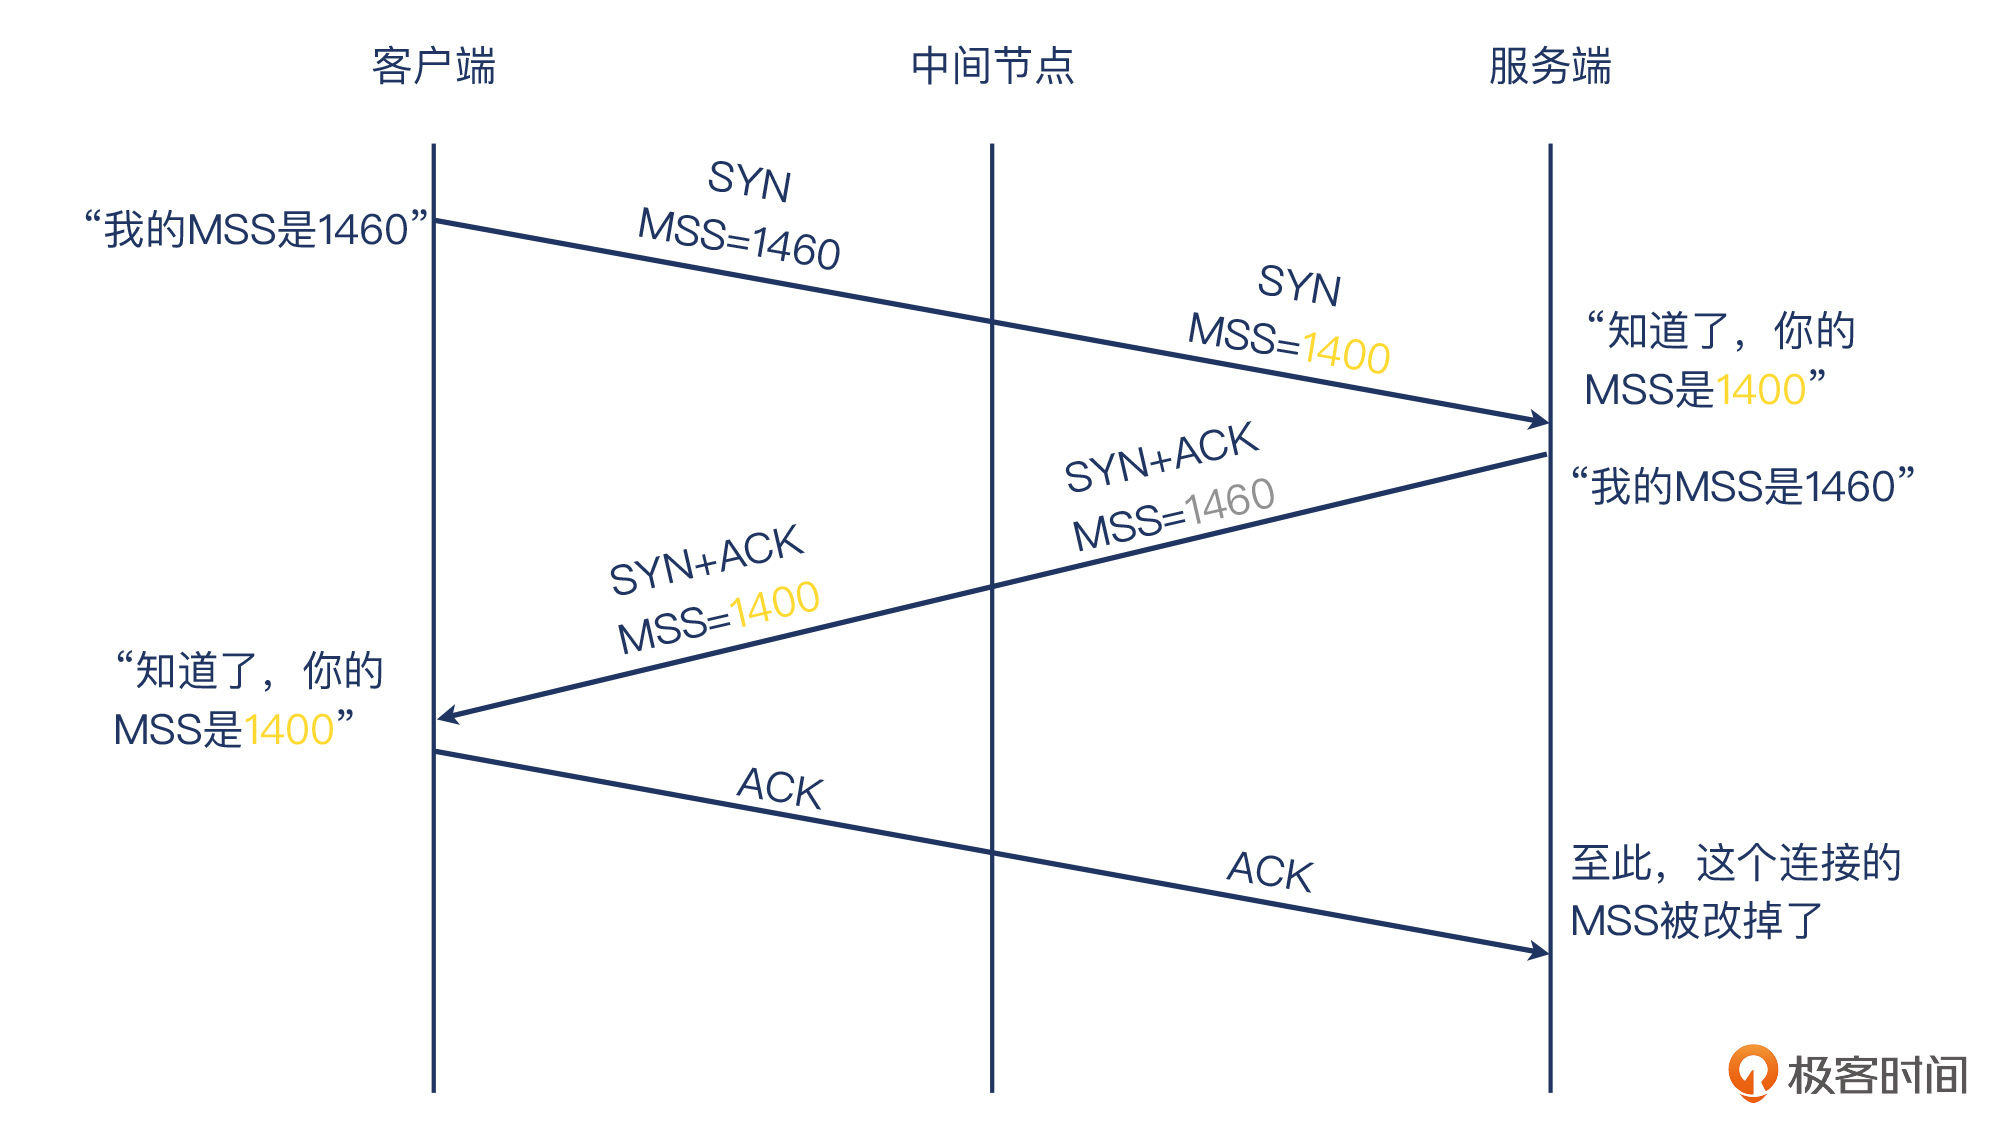 客户端
中间节点
服务端
“我的MSS是1460”
SYN
MSS=1460
SYN
MSS=1400
“知道了，你的
MSS是1400”
“我的MSS是1460”
SYN+ACK
MSS=1460
SYN+ACK
MSS=1400
“知道了，你的
MSS是1400”
ACK
ACK
至此，这个连接的
MSS被改掉了
极客时间